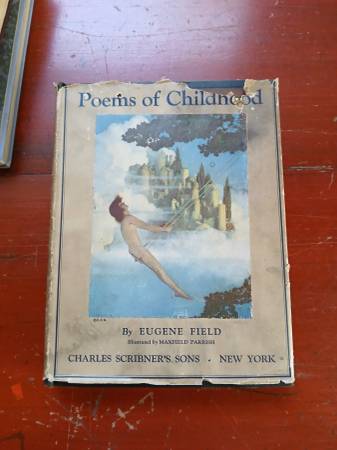 Poems of Childhood
By EUGENE FIELD
Illustrated by MAXFIELD PARRISH
CHARLES SCRIBNER'S SONS · NEW YORK